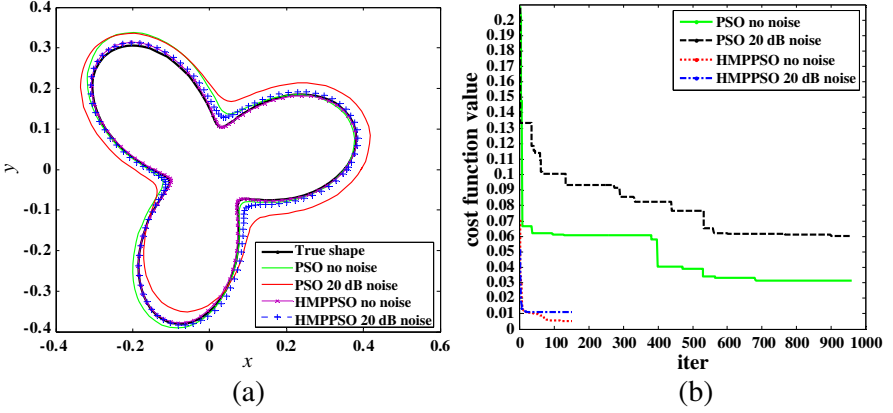 0.4
0.3
0.2
0.1
0
-0.1
-0.2
-0.3
-0.4
y
-0.4 -0.2 0 0.2 0.4 0.6
x
True shape
PSO no noise
PSO 20 dB noise
HMPPSO no noise
HMPPSO 20 dB noise
(a)
0.2
0.19
0.18
0.17
0.16
0.15
0.14
0.13
0.12
0.11
0.1
0.09
0.08
0.07
0.06
0.05
0.04
0.03
0.02
0.01
0
cost function value
0 100 200 300 400 500 600 700 800 900 1000
iter
PSO no noise
PSO 20 dB noise
HMPPSO no noise
HMPPSO 20 dB noise
(b)